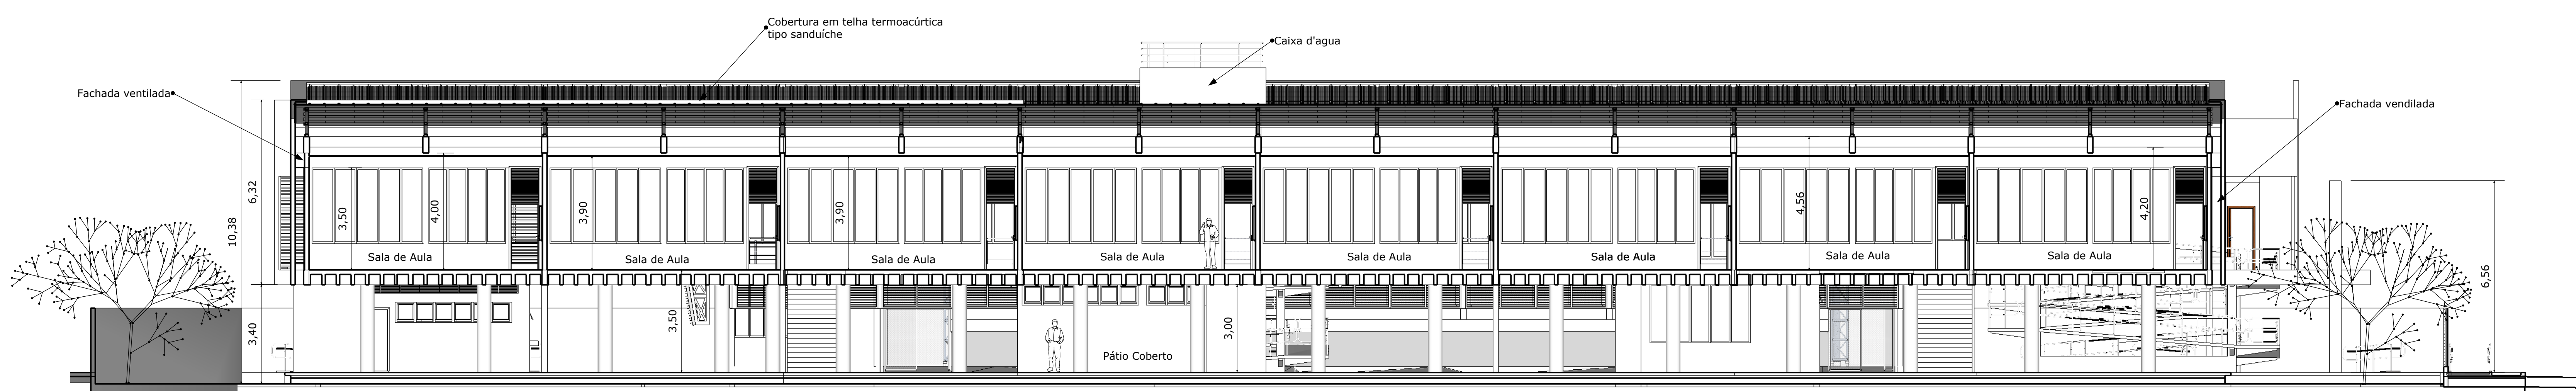 Cobertura em telha termoacúrtica
tipo sanduíche
Caixa d'agua
Fachada ventilada
Fachada vendilada
10,38
6,32
3,40
3,50
4,00
3,90
3,90
4,56
4,20
6,56
Sala de Aula
Sala de Aula
Sala de Aula
Sala de Aula
Sala de Aula
Sala de Aula
Sala de Aula
Sala de Aula
3,50
3,00
Pátio Coberto